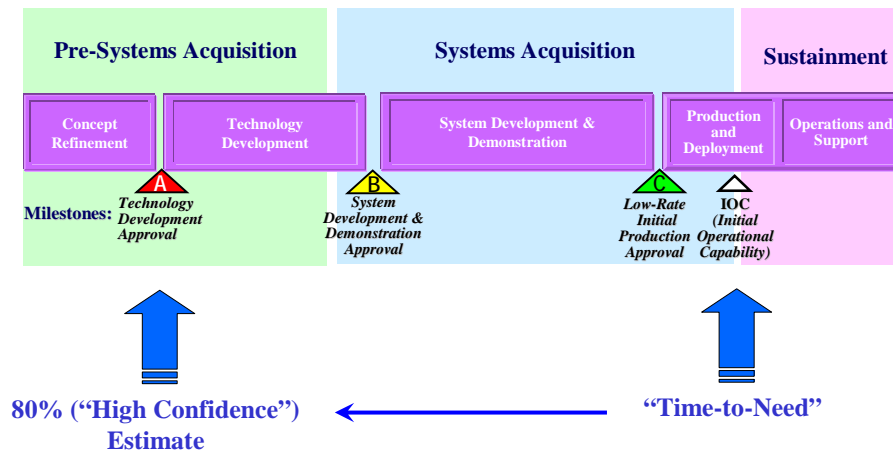 Pre-Systems Acquisition
Systems Acquisition
Sustainment
Concept
Refinement
Technology
Development
System Development &
Demonstration
Production
and
Deployment
Operations and
Support
A
B
C
Milestones:
Technology
Development
Approval
System
Development &
Demonstration
Approval
Low-Rate
Initial
Production
Approval
IOC
(Initial
Operational
Capability)
80% (“High Confidence”)
Estimate
“Time-to-Need”